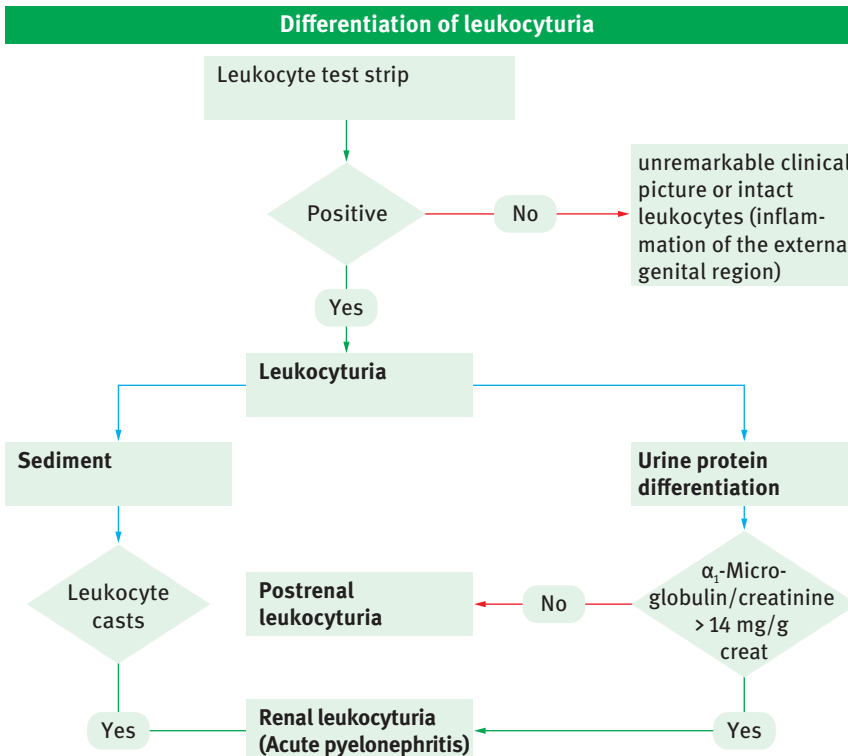 Differentiation of leukocyturia
Leukocyte test strip
Positive
No
unremarkable clinical
picture or intact
leukocytes (inflam-
mation of the externa
genital region)
Yes
Leukocyturia
Sediment
Urine protein
differentiation
Leukocyte
casts
Postrenal
leukocyturia
No
α₁-Micro-
globulin/creatinine
> 14 mg/g
creat
Yes
Renal leukocyturia
(Acute pyelonephritis)
Yes